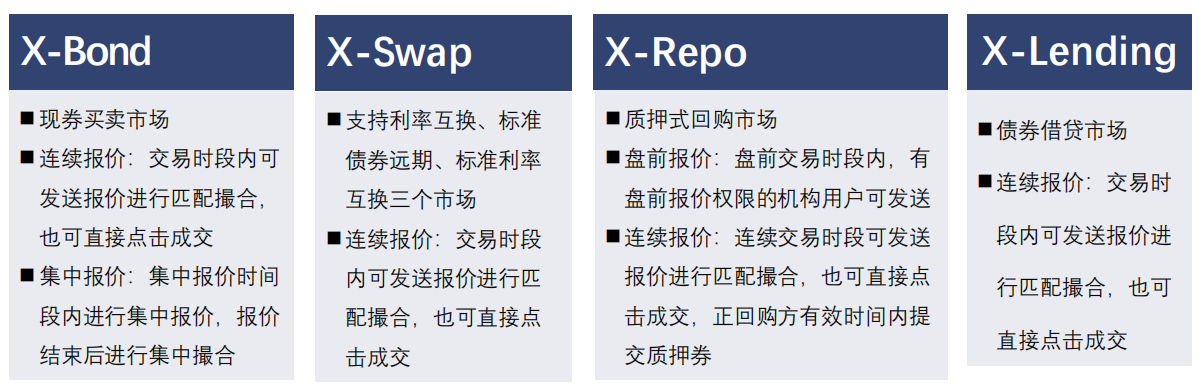 X-Bond
■ 现券买卖市场
■ 连续报价：交易时段内可
发送报价进行匹配撮合，
也可直接点击成交
■ 集中报价：集中报价时间
段内进行集中报价，报价
结束后进行集中撮合
X-Swap
■ 支持利率互换、标准
债券远期、标准利率
互换三个市场
■ 连续报价：交易时段
内可发送报价进行匹
配撮合，也可直接点
击成交
X-Repo
■ 质押式回购市场
■ 盘前报价：盘前交易时段内，有
盘前报价权限的机构用户可发送
■ 连续报价：连续交易时段可发送
报价进行匹配撮合，也可直接点
击成交，正回购方有效时间内提
交质押券
X-Lending
■ 债券借贷市场
■ 连续报价：交易时
段内可发送报价进
行匹配撮合，也可
直接点击成交